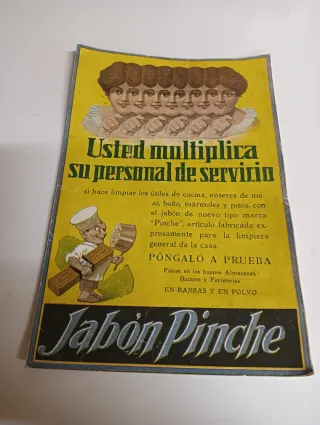 Usted multiplica
su personal de servicio
si hace limpiar los útiles de cocina, enseres de me-
sa, baño, mármoles y pisos, con
el jabón de nuevo tipo marca
"Pinche", artículo fabricado ex-
presamente para la limpieza
general de la casa.
PÓNGALO A PRUEBA
Pídase en los buenos Almacenes,
Bazares y Ferreterías
EN BARRAS Y EN POLVO
Jabón Pinche